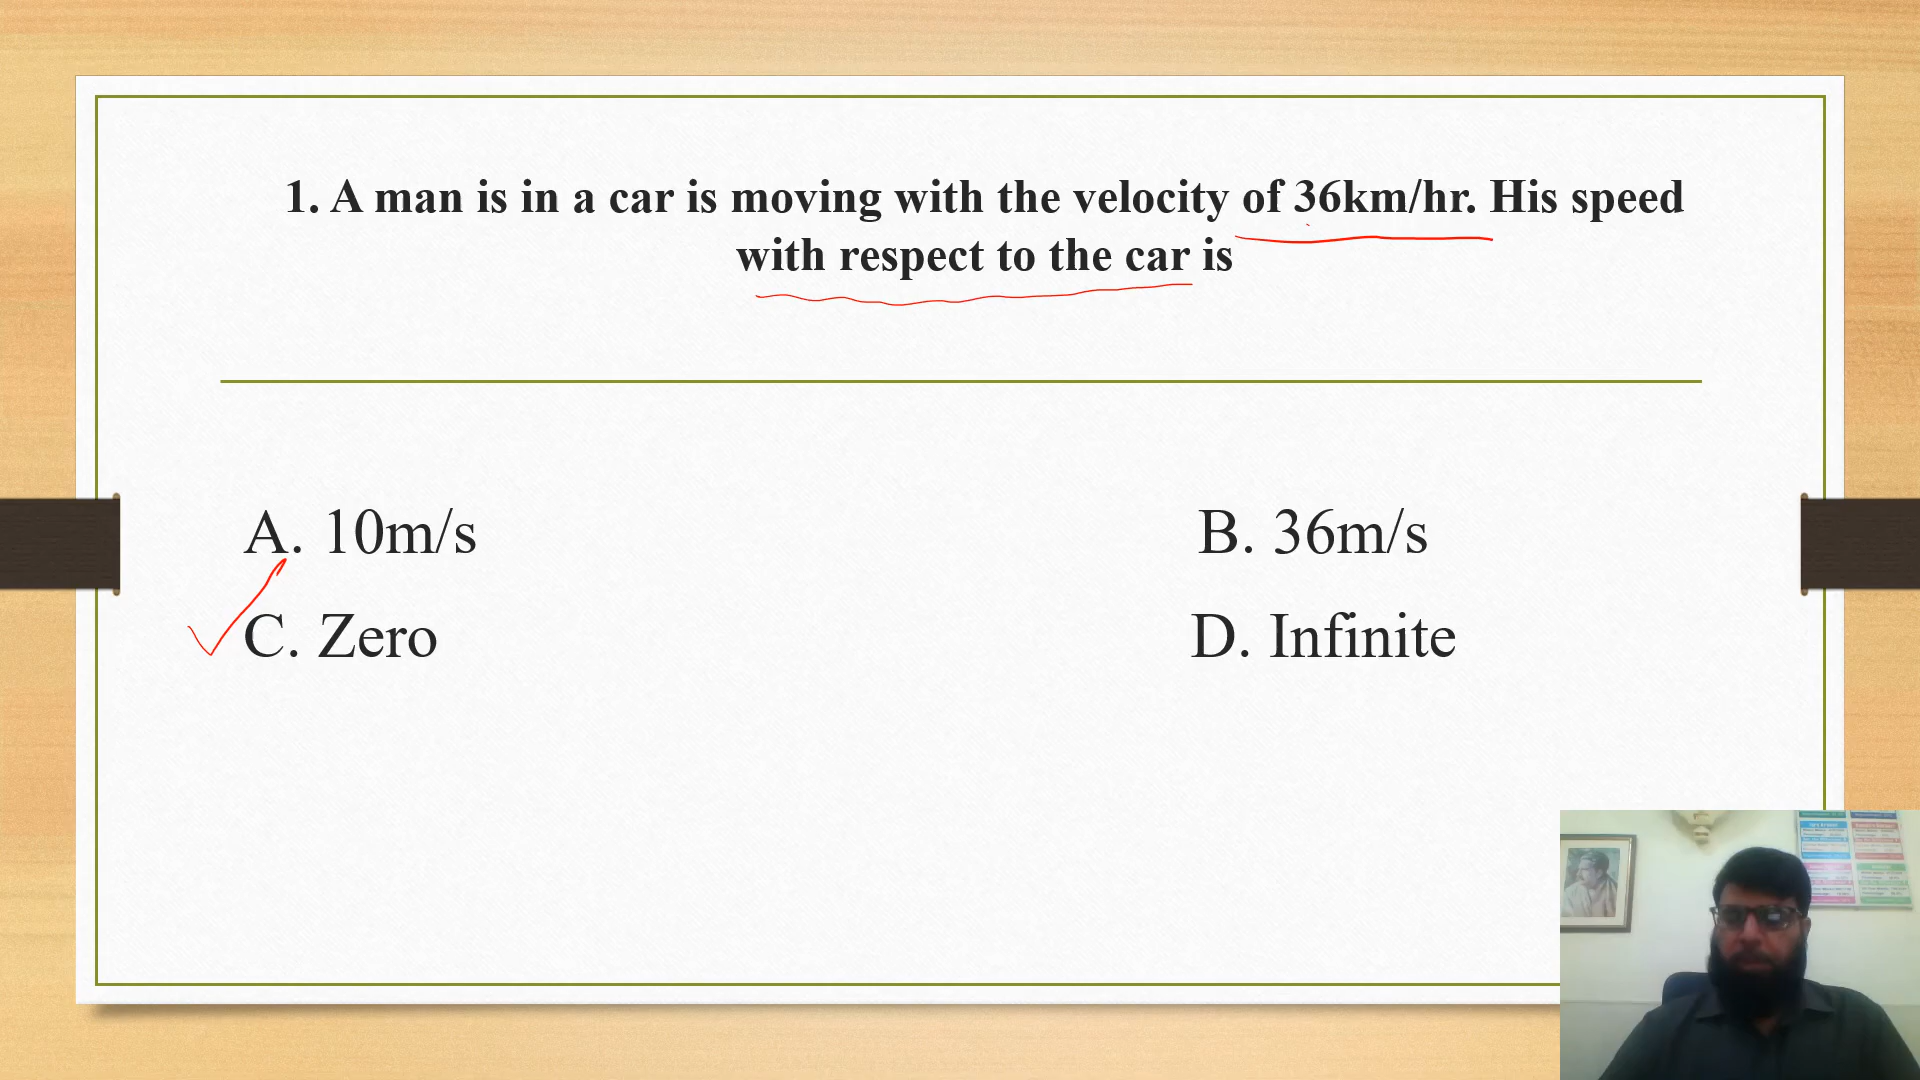 1. A man is in a car is moving with the velocity of 36km/hr. His speed
with respect to the car is
A. 10m/s
B. 36m/s
C. Zero
D. Infinite